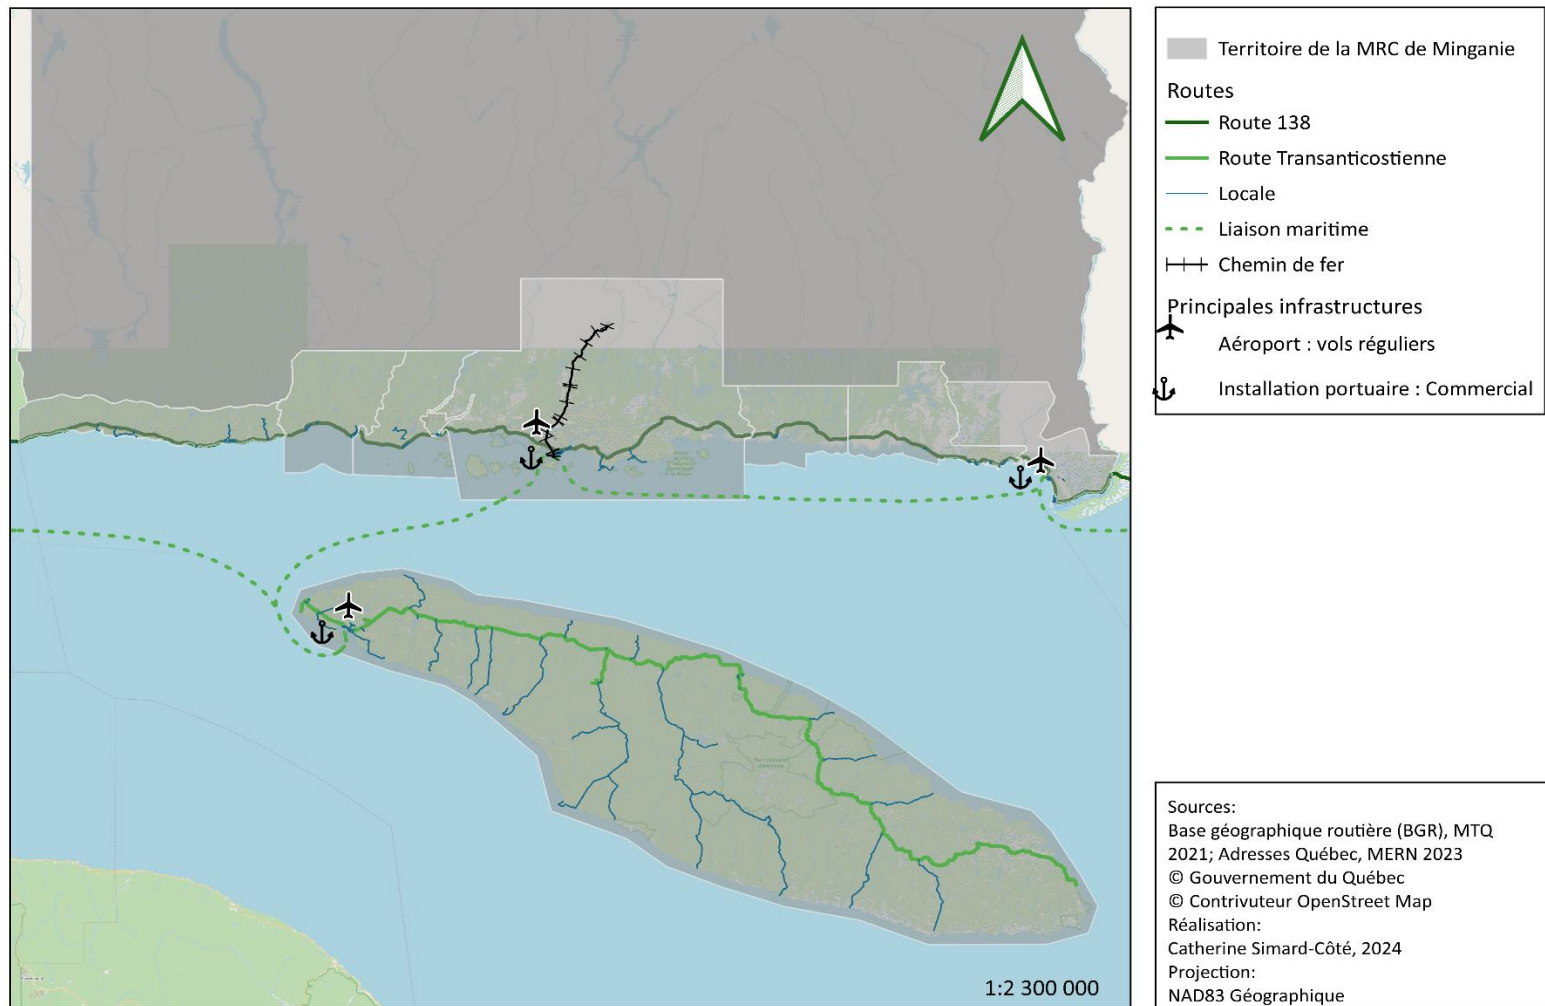 Territoire de la MRC de Minganie
Routes
Route 138
Route Transanticostienne
Locale
Liaison maritime
Chemin de fer
Principales infrastructures
Aéroport : vols réguliers
Installation portuaire : Commercial
1:2 300 000
Sources:
Base géographique routière (BGR), MTQ
2021; Adresses Québec, MERN 2023
© Gouvernement du Québec
© Contrivuteur OpenStreet Map
Réalisation:
Catherine Simard-Côté, 2024
Projection:
NAD83 Géographique